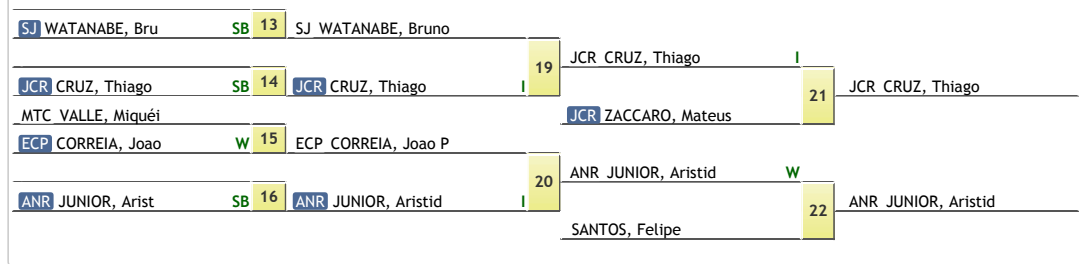 SJ WATANABE, Bru SB 13 SJ WATANABE, Bruno
19 JCR CRUZ, Thiago I
JCR CRUZ, Thiago SB 14 JCR CRUZ, Thiago I
21 JCR CRUZ, Thiago
MTC VALLE, Miquéi
JCR ZACCARO, Mateus
ECP CORREIA, Joao W 15 ECP CORREIA, Joao P
20 ANR JUNIOR, Aristid W
ANR JUNIOR, Arist SB 16 ANR JUNIOR, Aristid I
22 ANR JUNIOR, Aristid
SANTOS, Felipe